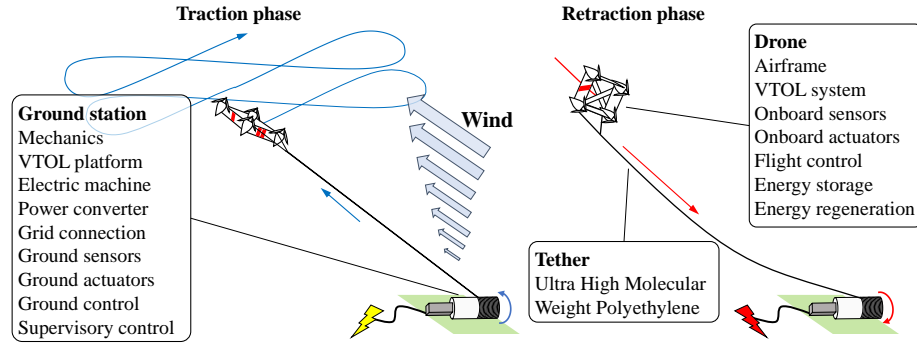 Traction phase
Retraction phase
Ground station
Mechanics
VTOL platform
Electric machine
Power converter
Grid connection
Ground sensors
Ground actuators
Ground control
Supervisory control
Wind
Drone
Airframe
VTOL system
Onboard sensors
Onboard actuators
Flight control
Energy storage
Energy regeneration
Tether
Ultra High Molecular
Weight Polyethylene